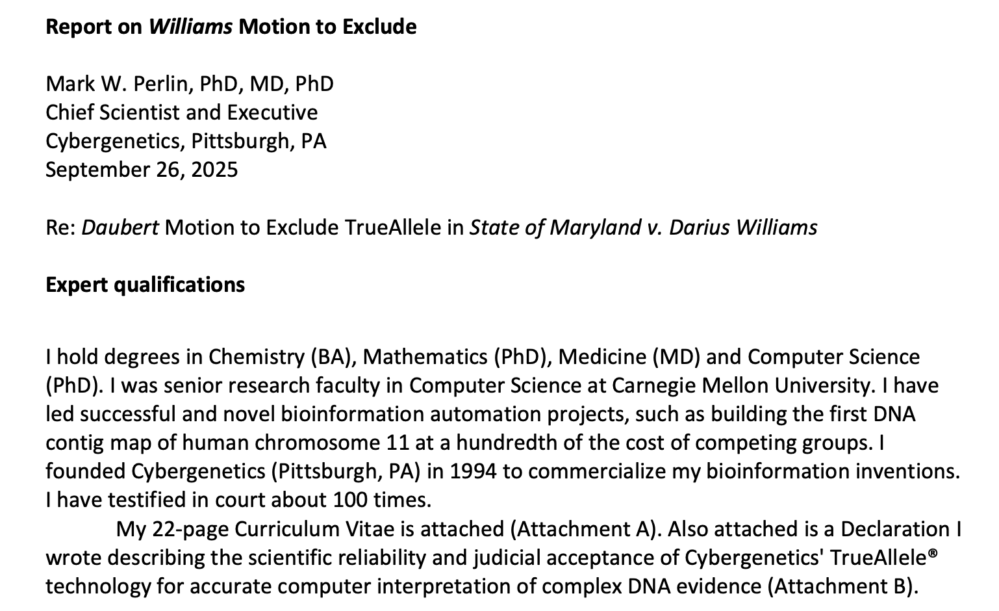 Report on Williams Motion to Exclude
Mark W. Perlin, PhD, MD, PhD
Chief Scientist and Executive
Cybergenetics, Pittsburgh, PA
September 26, 2025
Re: Daubert Motion to Exclude TrueAllele in State of Maryland v. Darius Williams
Expert qualifications
I hold degrees in Chemistry (BA), Mathematics (PhD), Medicine (MD) and Computer Science
(PhD). I was senior research faculty in Computer Science at Carnegie Mellon University. I have
led successful and novel bioinformation automation projects, such as building the first DNA
contig map of human chromosome 11 at a hundredth of the cost of competing groups. I
founded Cybergenetics (Pittsburgh, PA) in 1994 to commercialize my bioinformation inventions.
I have testified in court about 100 times.
My 22-page Curriculum Vitae is attached (Attachment A). Also attached is a Declaration I
wrote describing the scientific reliability and judicial acceptance of Cybergenetics' TrueAllele®
technology for accurate computer interpretation of complex DNA evidence (Attachment B).